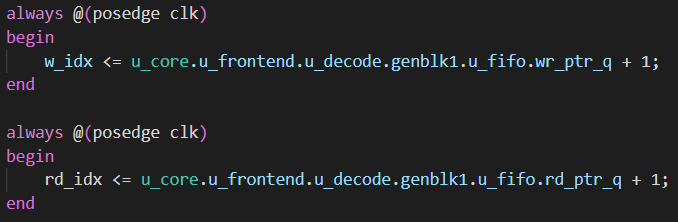 always @(posedge clk)
begin
    w_idx <= u_core.u_frontend.u_decode.genblk1.u_fifo.wr_ptr_q + 1;
end

always @(posedge clk)
begin
    rd_idx <= u_core.u_frontend.u_decode.genblk1.u_fifo.rd_ptr_q + 1;
end